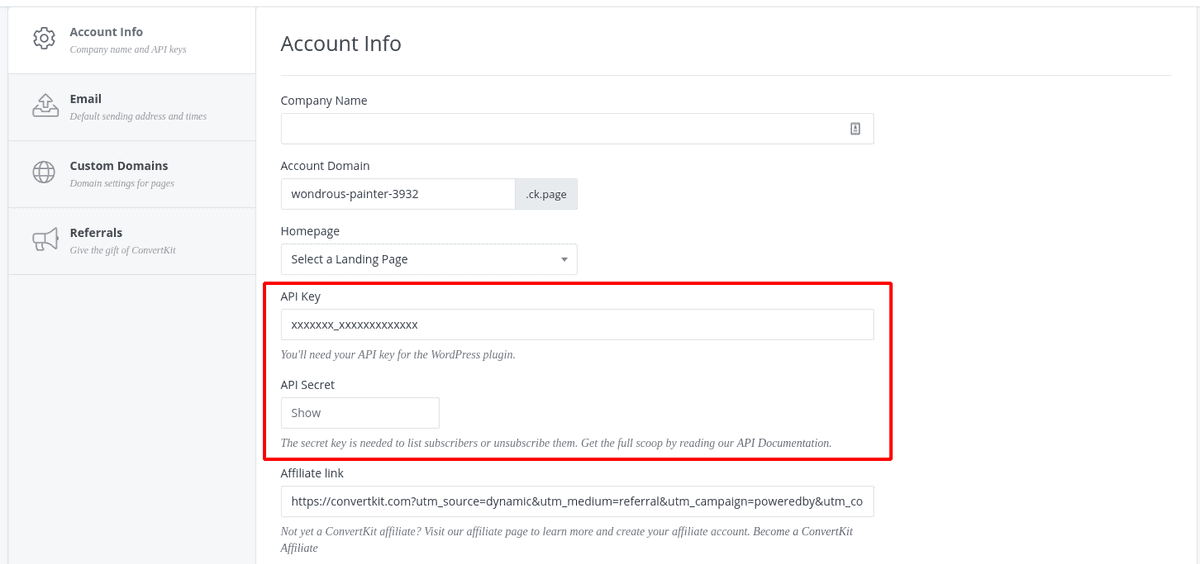 Account Info
Company name and API keys
Email
Default sending address and times
Custom Domains
Domain settings for pages
Referrals
Give the gift of ConvertKit
Account Info
Company Name
Account Domain
wondrous-painter-3932 .ck.page
Homepage
Select a Landing Page
API Key
xxxxxxx_xxxxxxxxxxxxx
You'll need your API key for the WordPress plugin.
API Secret
Show
The secret key is needed to list subscribers or unsubscribe them. Get the full scoop by reading our API Documentation.
Affiliate link
https://convertkit.com?utm_source=dynamic&utm_medium=referral&utm_campaign=poweredby&utm_co
Not yet a ConvertKit affiliate? Visit our affiliate page to learn more and create your affiliate account. Become a ConvertKit
Affiliate